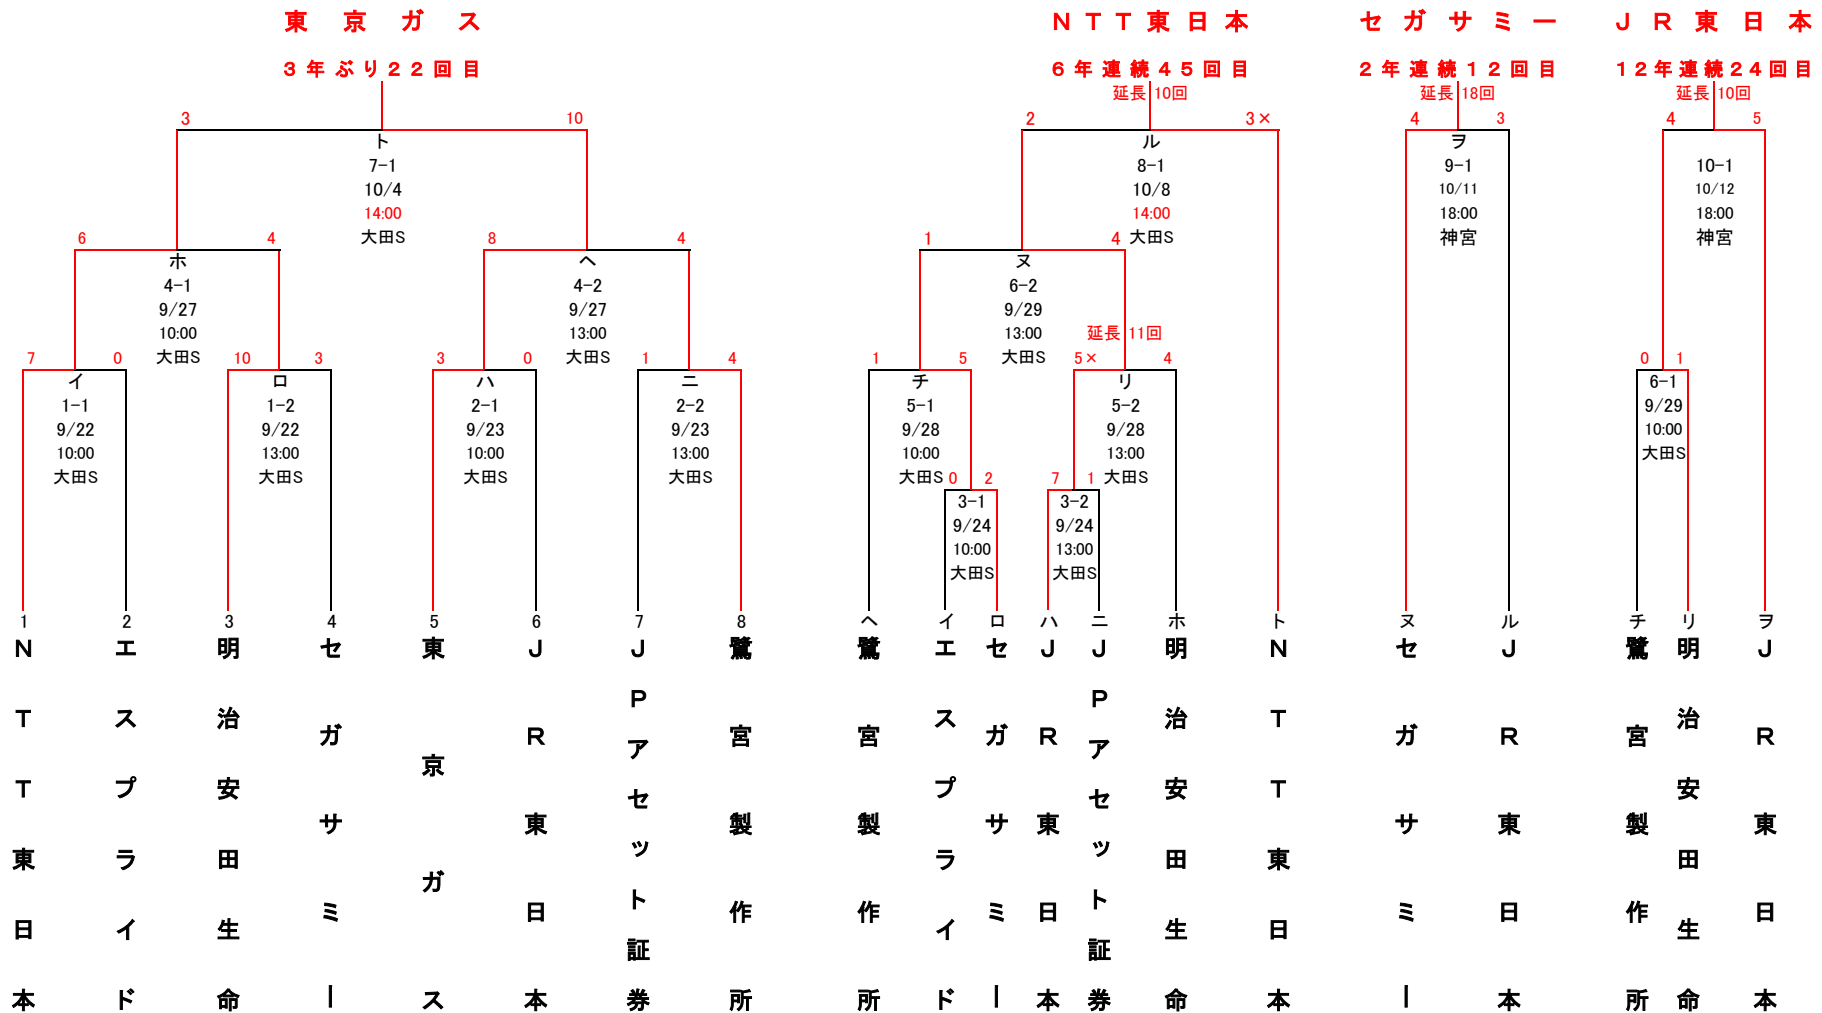 東京ガス
NTT東日本
セガサミー
JR東日本
3年ぶり22回目
6年連続45回目
2年連続12回目
12年連続24回目
延長 10回
延長 18回
延長 10回
3 10
2 3×
4 3
4 5
ト
7-1
10/4
14:00
大田S
ル
8-1
10/8
14:00
大田S
ヲ
9-1
10/11
18:00
神宮
10-1
10/12
18:00
神宮
6 4
8 4
1 4
ホ
4-1
9/27
10:00
大田S
ヘ
4-2
9/27
13:00
大田S
ヌ
6-2
9/29
13:00
大田S
延長 11回
7 0
10 3
3 0
1 4
1 5
5× 4
0 1
イ
1-1
9/22
10:00
大田S
ロ
1-2
9/22
13:00
大田S
ハ
2-1
9/23
10:00
大田S
ニ
2-2
9/23
13:00
大田S
チ
5-1
9/28
10:00
大田S
リ
5-2
9/28
13:00
大田S
6-1
9/29
10:00
大田S
0 2
7 1
3-1
9/24
10:00
大田S
3-2
9/24
13:00
大田S
1
NTT東日本
2
エスプライド
3
明治安田生命
4
セガサミー
5
東京ガス
6
JR東日本
7
JPアセット証券
8
鷺宮製作所
ヘ
鷺宮製作所
イ
エスプライド
ロ
セガサミー
ハ
JR東日本
ニ
JPアセット証券
ホ
明治安田生命
ト
NTT東日本
ヌ
セガサミー
ル
JR東日本
チ
鷺宮製作所
リ
明治安田生命
ヲ
JR東日本